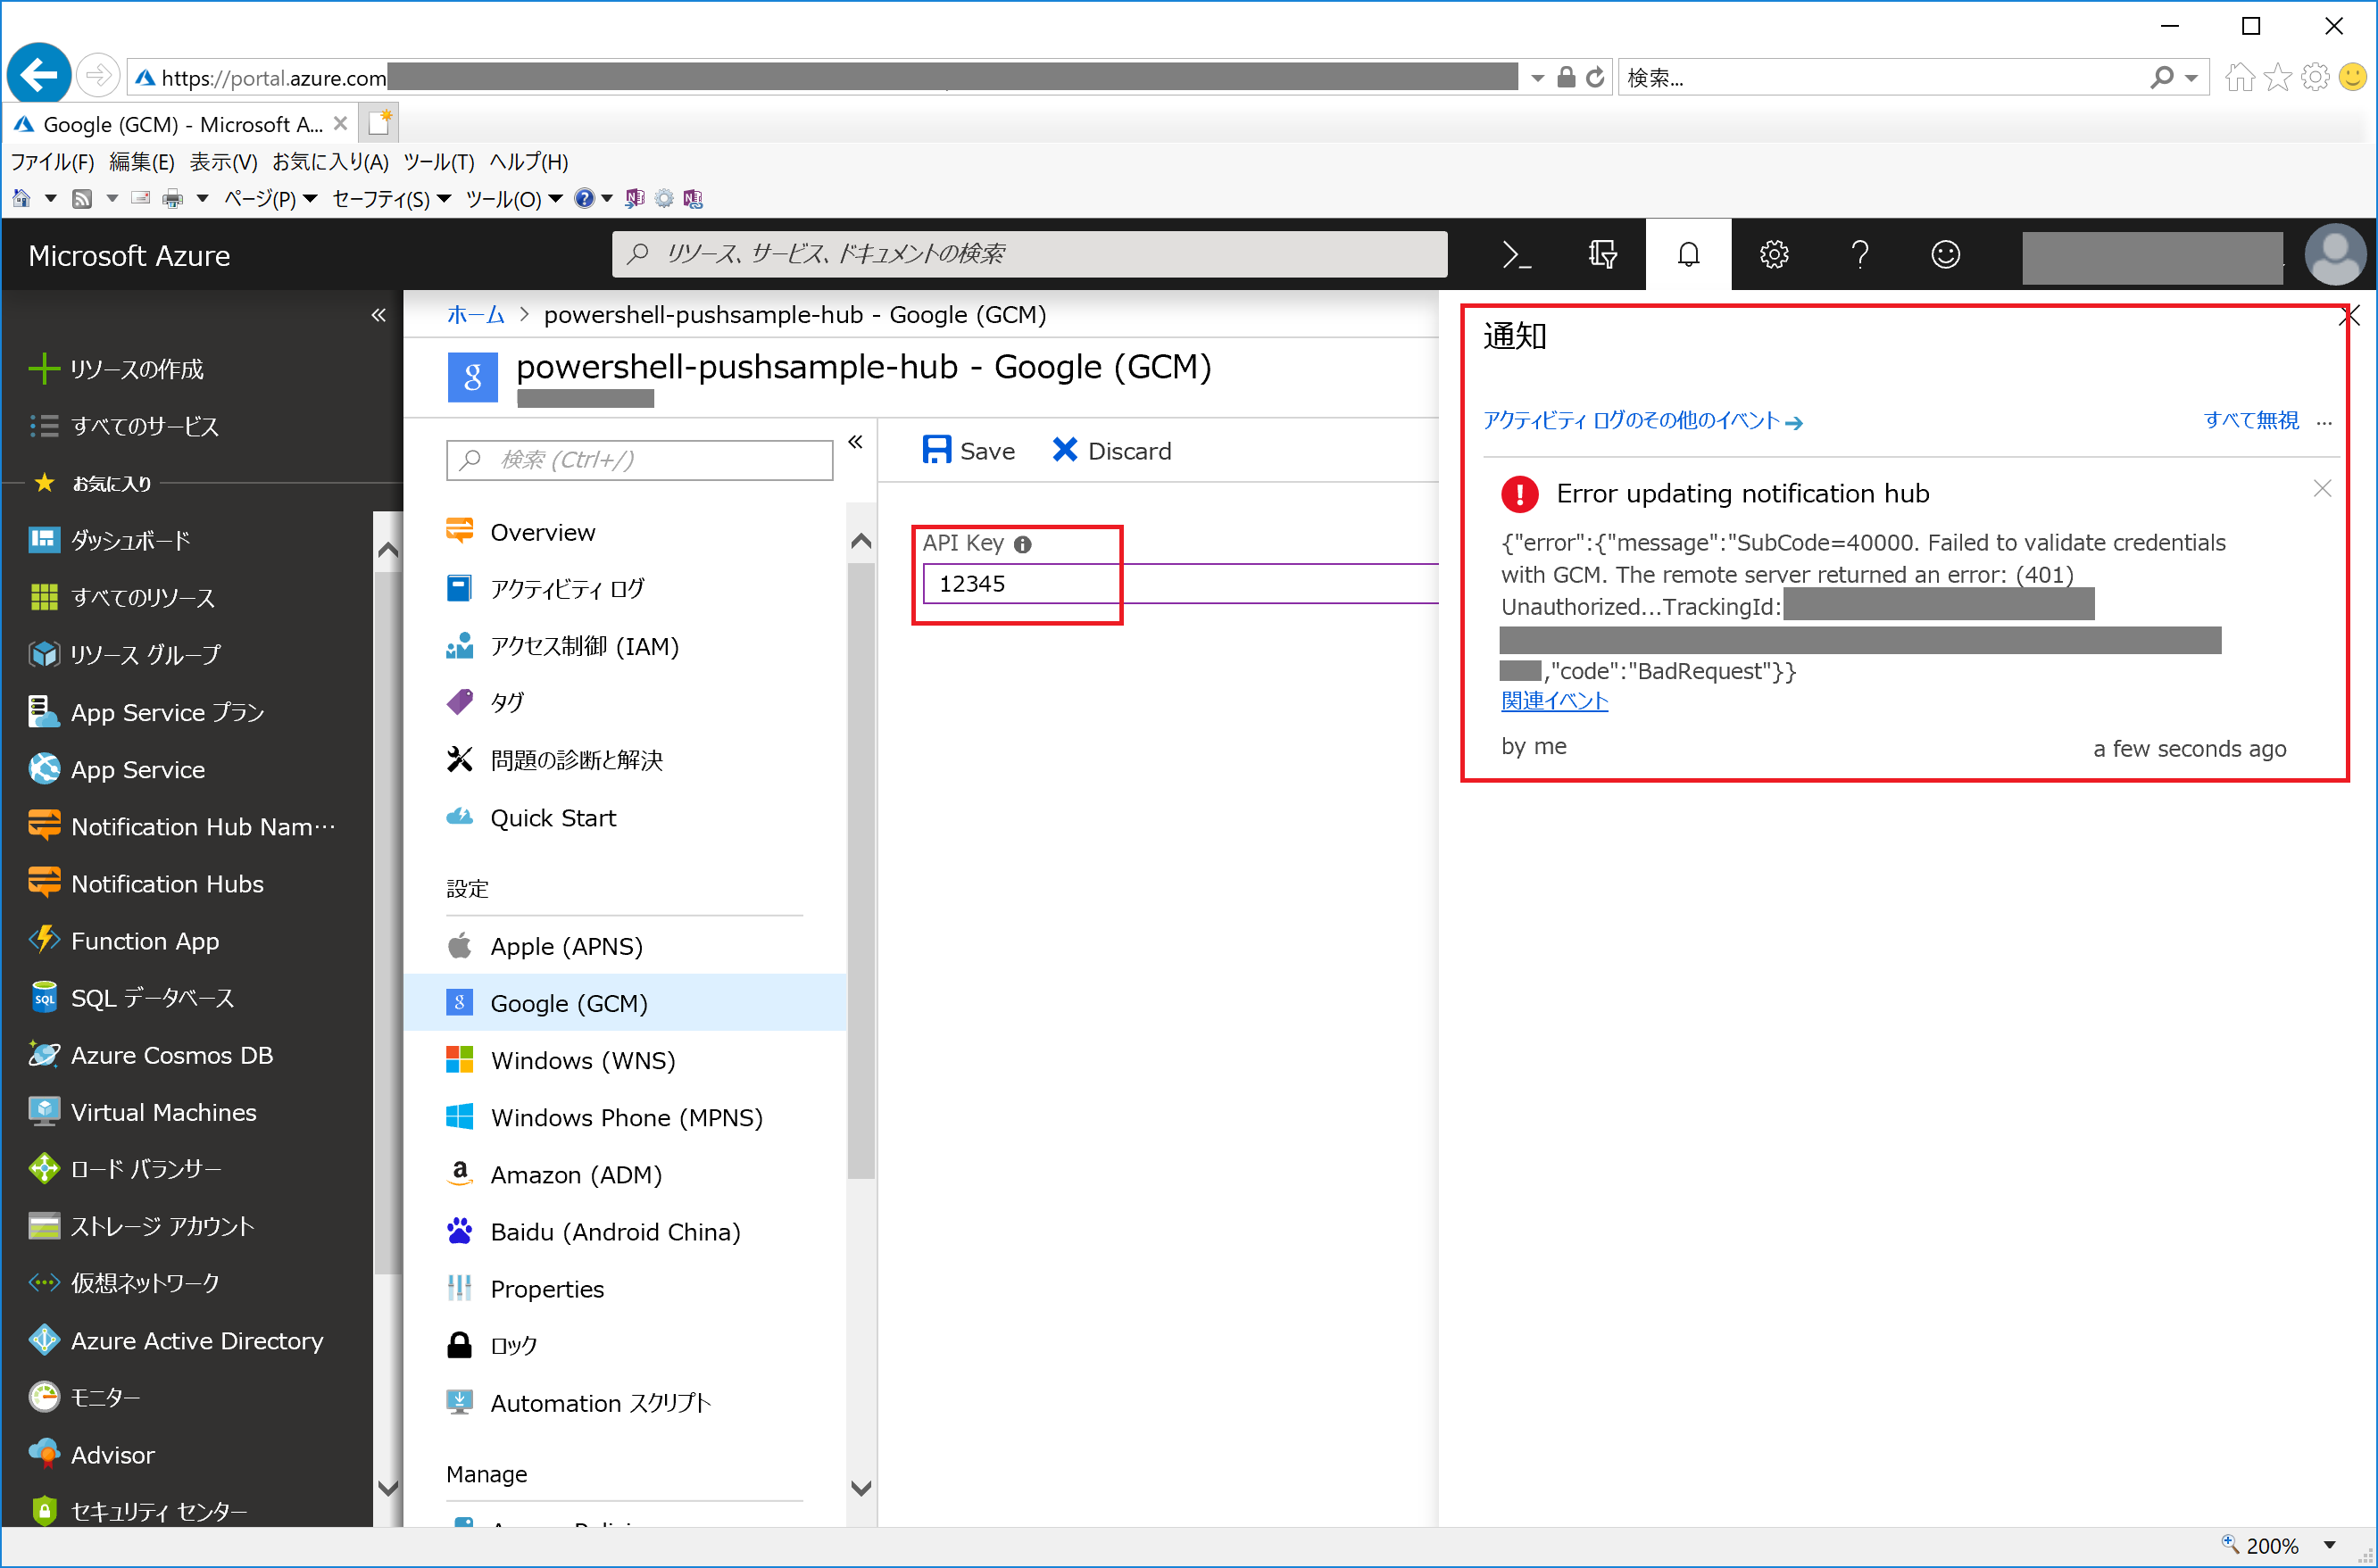 https://portal.azure.com
検索...
Google (GCM) - Microsoft A...
ファイル(F) 編集(E) 表示(V) お気に入り(A) ツール(T) ヘルプ(H)
ページ(P) セーフティ(S) ツール(O)
Microsoft Azure
リソース、サービス、ドキュメントの検索
リソースの作成
すべてのサービス
お気に入り
ダッシュボード
すべてのリソース
リソース グループ
App Service プラン
App Service
Notification Hub Nam...
Notification Hubs
Function App
SQL データベース
Azure Cosmos DB
Virtual Machines
ロード バランサー
ストレージ アカウント
仮想ネットワーク
Azure Active Directory
モニター
Advisor
セキュリティ センター
ホーム > powershell-pushsample-hub - Google (GCM)
powershell-pushsample-hub - Google (GCM)
検索 (Ctrl+/)
Overview
アクティビティ ログ
アクセス制御 (IAM)
タグ
問題の診断と解決
Quick Start
設定
Apple (APNS)
Google (GCM)
Windows (WNS)
Windows Phone (MPNS)
Amazon (ADM)
Baidu (Android China)
Properties
ロック
Automation スクリプト
Manage
Save Discard
API Key
12345
通知
アクティビティ ログのその他のイベント
すべて無視 ...
Error updating notification hub
{"error":{"message":"SubCode=40000. Failed to validate credentials
with GCM. The remote server returned an error: (401)
Unauthorized...TrackingId:
,"code":"BadRequest"}}
関連イベント
by me
a few seconds ago
200%